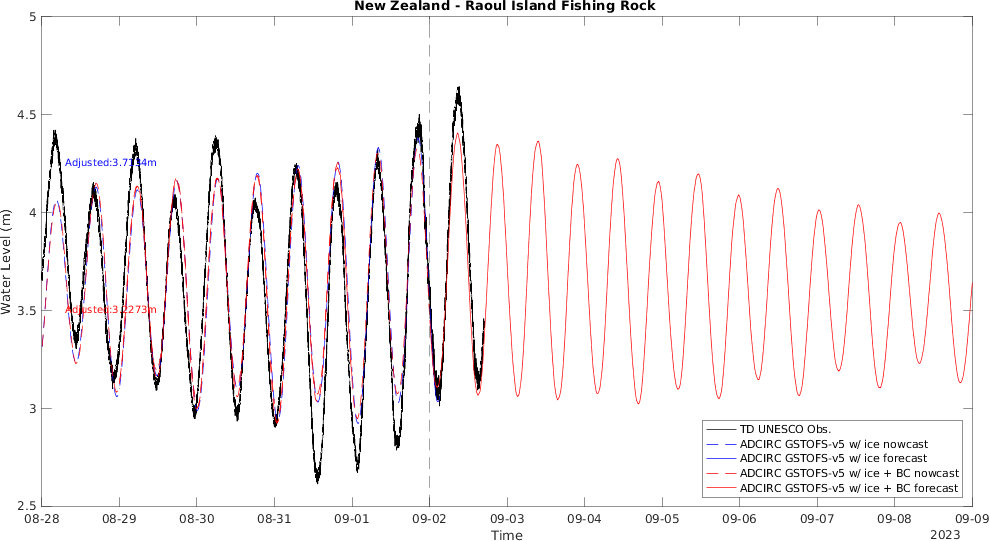 New Zealand - Raoul Island Fishing Rock
5
4.5
4
3.5
3
2.5
Water Level (m)
Adjusted:3.2273m
TD UNESCO Obs.
ADCIRC GSTOFS-v5 w/ ice nowcast
ADCIRC GSTOFS-v5 w/ ice forecast
ADCIRC GSTOFS-v5 w/ ice + BC nowcast
ADCIRC GSTOFS-v5 w/ ice + BC forecast
08-28 08-29 08-30 08-31 09-01 09-02 09-03 09-04 09-05 09-06 09-07 09-08 09-09
Time
2023